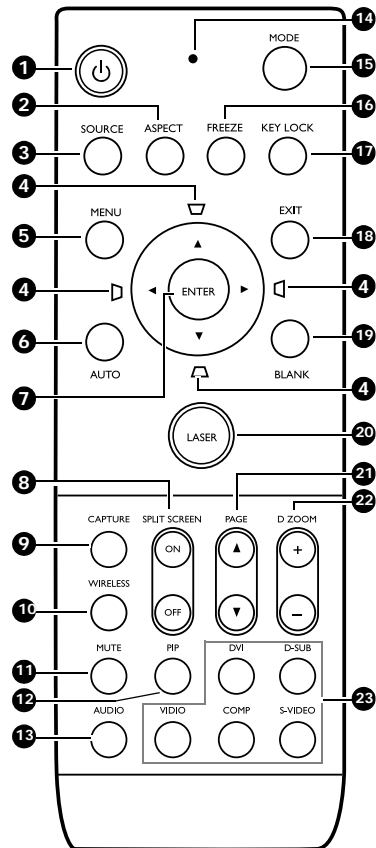 14
MODE
1
15
2
16
SOURCE
ASPECT
FREEZE
KEY LOCK
3
17
4
MENU
EXIT
5
18
4
ENTER
4
6
19
AUTO
BLANK
7
4
LASER
20
8
21
22
CAPTURE
SPLIT SCREEN
PAGE
D ZOOM
9
ON
+
WIRELESS
10
OFF
–
MUTE
PIP
DVI
D-SUB
11
12
23
AUDIO
VIDIO
COMP
S-VIDEO
13